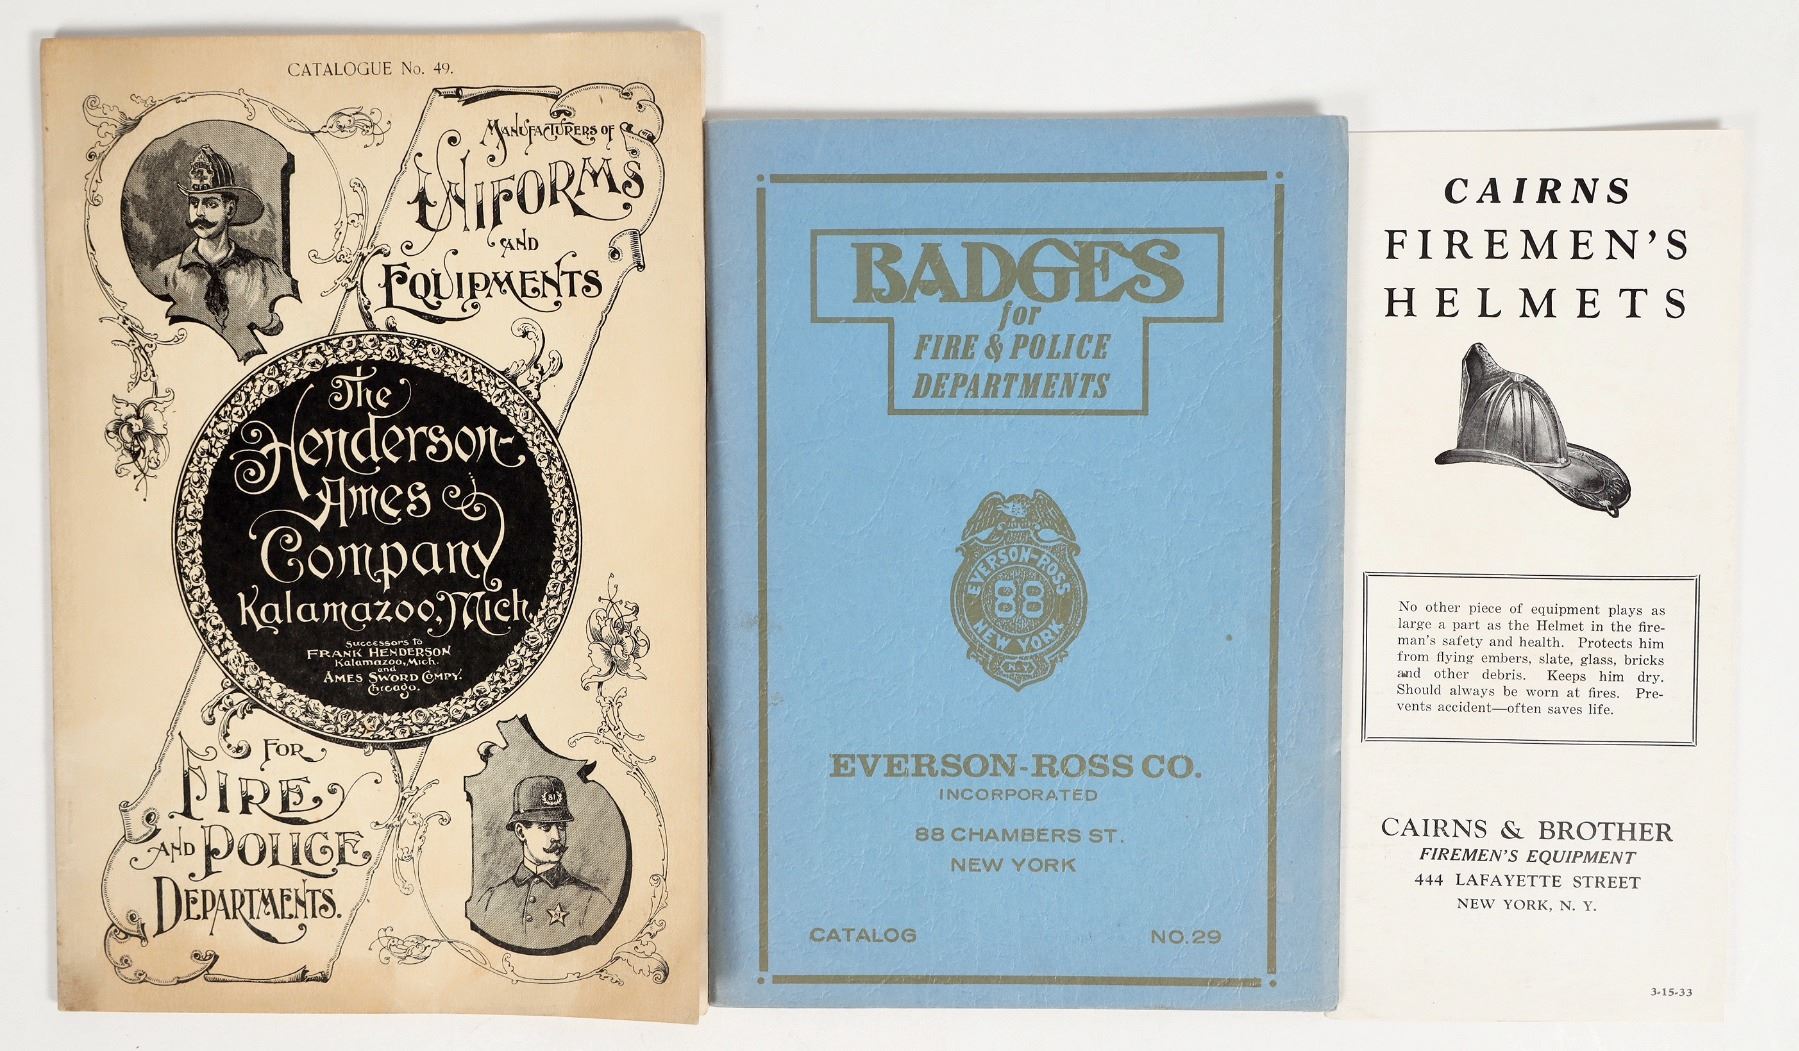 CATALOGUE No. 49.
MANUFACTURERS OF
UNIFORMS
AND
EQUIPMENTS
The
Henderson-
Ames
Company
Kalamazoo, Mich.
Successors to
FRANK HENDERSON
Kalamazoo, Mich.
and
AMES SWORD COMPY.
Chicago.
FOR
FIRE
AND POLICE
DEPARTMENTS.
BADGES
for
FIRE & POLICE
DEPARTMENTS
EVERSON-ROSS
88
NEW YORK
N.Y.
EVERSON-ROSS CO.
INCORPORATED
88 CHAMBERS ST.
NEW YORK
CATALOG NO. 29
CAIRNS
FIREMEN'S
HELMETS
No other piece of equipment plays as
large a part as the Helmet in the fire-
man's safety and health. Protects him
from flying embers, slate, glass, bricks
and other debris. Keeps him dry.
Should always be worn at fires. Pre-
vents accident—often saves life.
CAIRNS & BROTHER
FIREMEN'S EQUIPMENT
444 LAFAYETTE STREET
NEW YORK, N. Y.
3-15-33